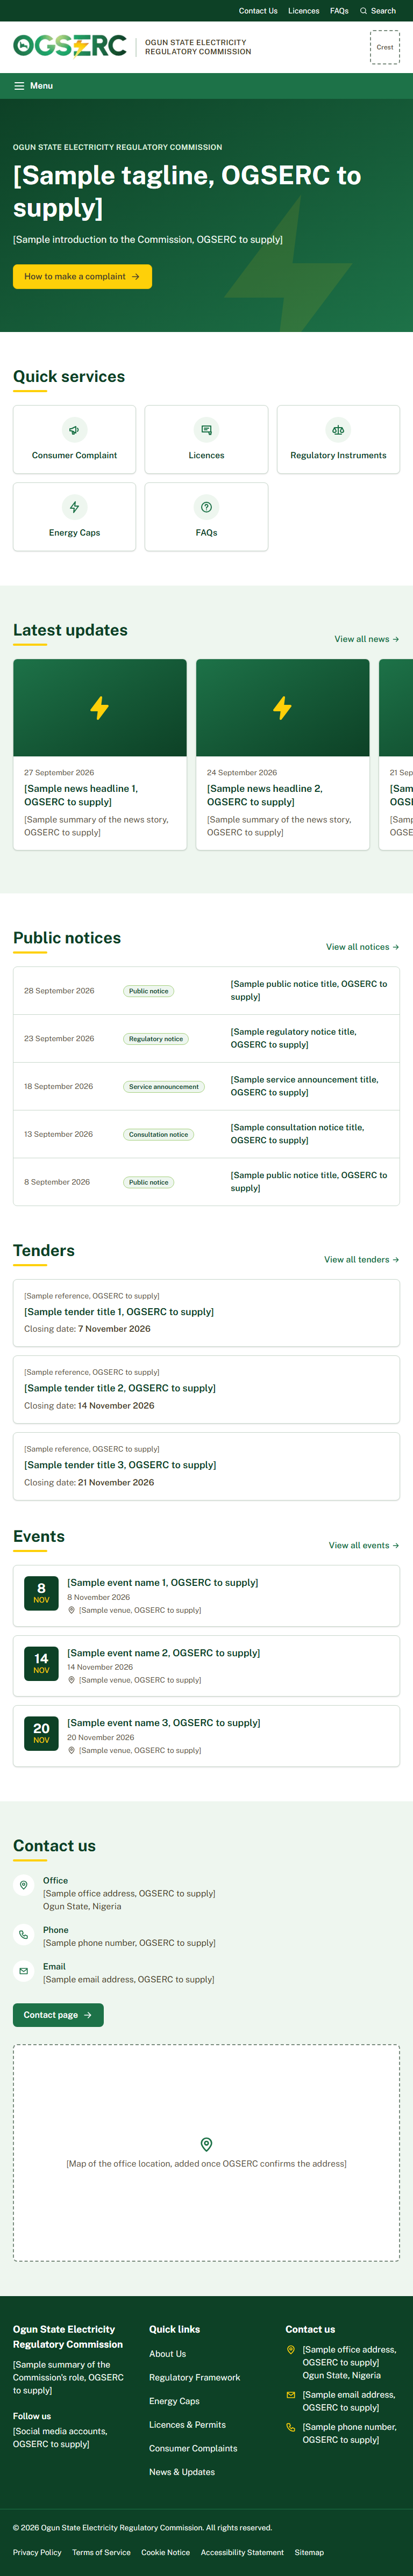 Contact Us Licences FAQs Search
OGSERC
OGUN STATE ELECTRICITY
REGULATORY COMMISSION
Crest
Menu
OGUN STATE ELECTRICITY REGULATORY COMMISSION
[Sample tagline, OGSERC to
supply]
[Sample introduction to the Commission, OGSERC to supply]
How to make a complaint →
Quick services
Consumer Complaint
Licences
Regulatory Instruments
Energy Caps
FAQs
Latest updates
View all news →
27 September 2026
[Sample news headline 1,
OGSERC to supply]
[Sample summary of the news story,
OGSERC to supply]
24 September 2026
[Sample news headline 2,
OGSERC to supply]
[Sample summary of the news story,
OGSERC to supply]
21 Sep
[Sam
OGS
[Samp
OGSE
Public notices
View all notices →
28 September 2026
Public notice
[Sample public notice title, OGSERC to
supply]
23 September 2026
Regulatory notice
[Sample regulatory notice title,
OGSERC to supply]
18 September 2026
Service announcement
[Sample service announcement title,
OGSERC to supply]
13 September 2026
Consultation notice
[Sample consultation notice title,
OGSERC to supply]
8 September 2026
Public notice
[Sample public notice title, OGSERC to
supply]
Tenders
View all tenders →
[Sample reference, OGSERC to supply]
[Sample tender title 1, OGSERC to supply]
Closing date: 7 November 2026
[Sample reference, OGSERC to supply]
[Sample tender title 2, OGSERC to supply]
Closing date: 14 November 2026
[Sample reference, OGSERC to supply]
[Sample tender title 3, OGSERC to supply]
Closing date: 21 November 2026
Events
View all events →
8
NOV
[Sample event name 1, OGSERC to supply]
8 November 2026
[Sample venue, OGSERC to supply]
14
NOV
[Sample event name 2, OGSERC to supply]
14 November 2026
[Sample venue, OGSERC to supply]
20
NOV
[Sample event name 3, OGSERC to supply]
20 November 2026
[Sample venue, OGSERC to supply]
Contact us
Office
[Sample office address, OGSERC to supply]
Ogun State, Nigeria
Phone
[Sample phone number, OGSERC to supply]
Email
[Sample email address, OGSERC to supply]
Contact page →
[Map of the office location, added once OGSERC confirms the address]
Ogun State Electricity
Regulatory Commission
[Sample summary of the
Commission's role, OGSERC
to supply]
Follow us
[Social media accounts,
OGSERC to supply]
Quick links
About Us
Regulatory Framework
Energy Caps
Licences & Permits
Consumer Complaints
News & Updates
Contact us
[Sample office address,
OGSERC to supply]
Ogun State, Nigeria
[Sample email address,
OGSERC to supply]
[Sample phone number,
OGSERC to supply]
© 2026 Ogun State Electricity Regulatory Commission. All rights reserved.
Privacy Policy Terms of Service Cookie Notice Accessibility Statement Sitemap